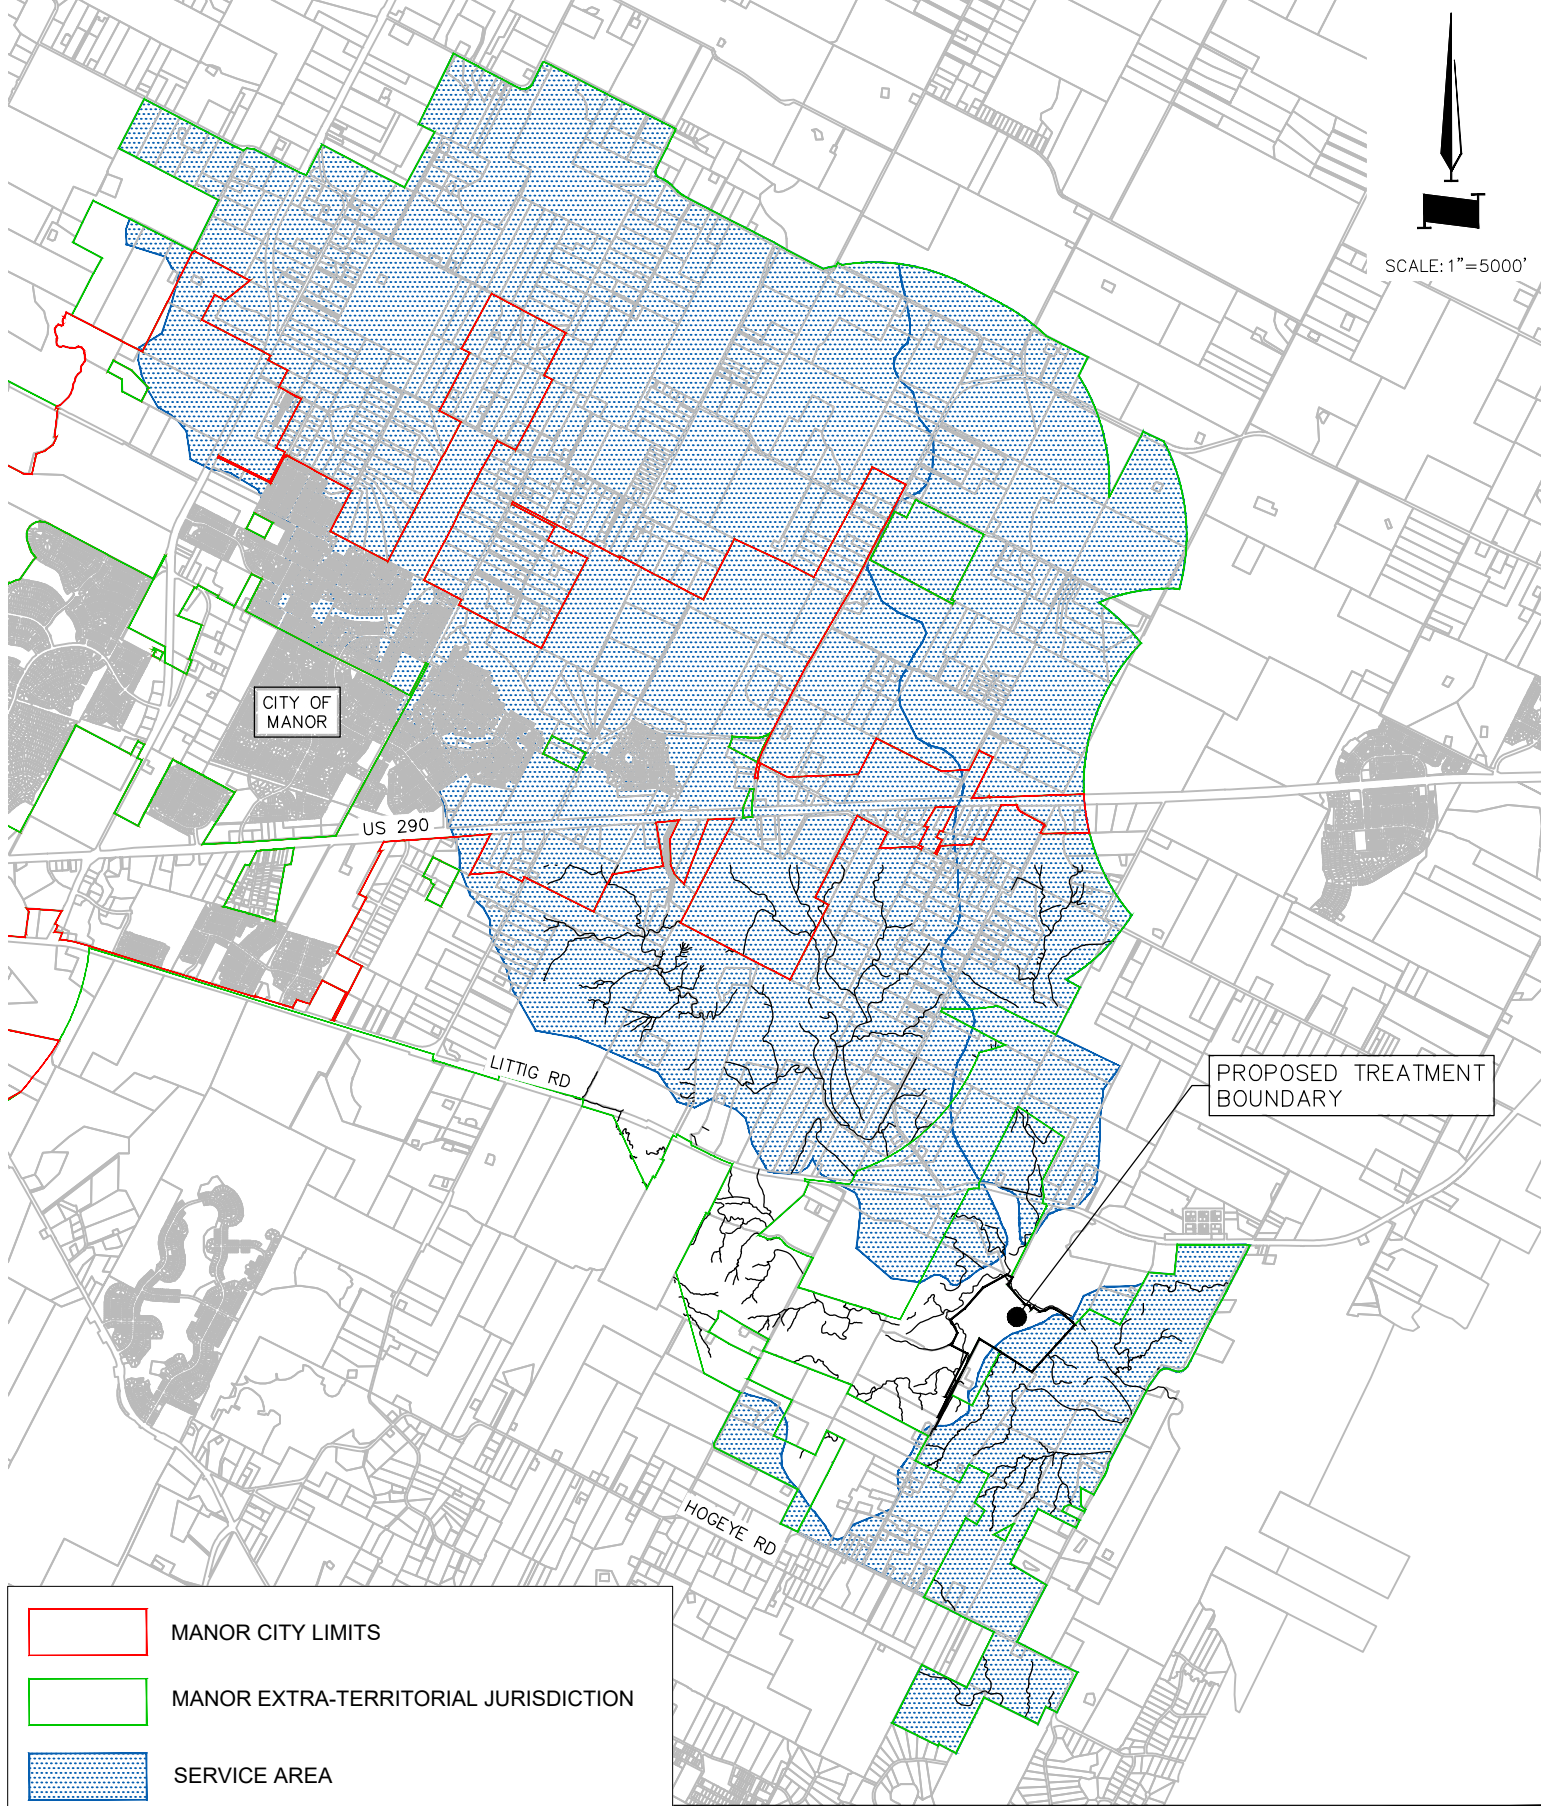 SCALE: 1"=5000'
CITY OF
MANOR
US 290
LITTIG RD
PROPOSED TREATMENT
BOUNDARY
HOGEYE RD
MANOR CITY LIMITS
MANOR EXTRA-TERRITORIAL JURISDICTION
SERVICE AREA